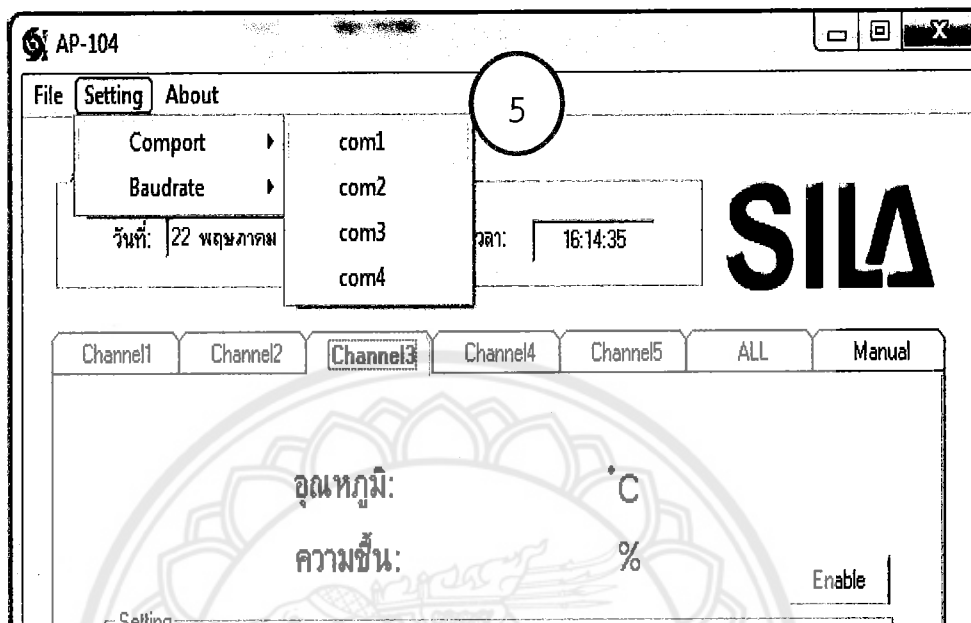 AP-104
File Setting About
5
Comport com1
Baudrate com2
com3
com4
วันที่: 22 พฤษภาคม วลา: 16:14:35
SILA
Channel1 Channel2 Channel3 Channel4 Channel5 ALL Manual
อุณหภูมิ: °C
ความชื้น: %
Enable
Setting